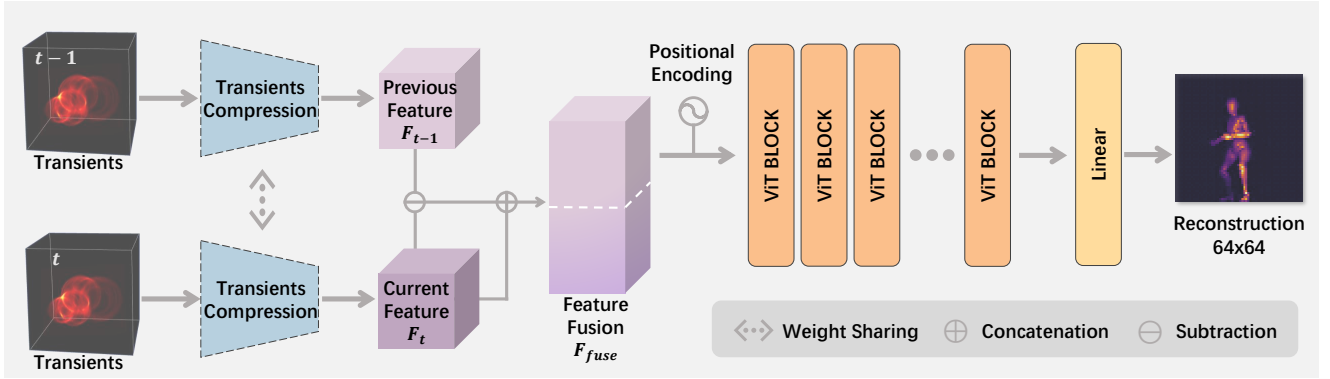 t − 1
Transients
Transients
Compression
Previous
Feature
F_{t−1}
t
Transients
Transients
Compression
Current
Feature
F_t
Feature
Fusion
F_{fuse}
Positional
Encoding
ViT BLOCK
ViT BLOCK
ViT BLOCK
ViT BLOCK
Linear
Reconstruction
64x64
Weight Sharing
Concatenation
Subtraction